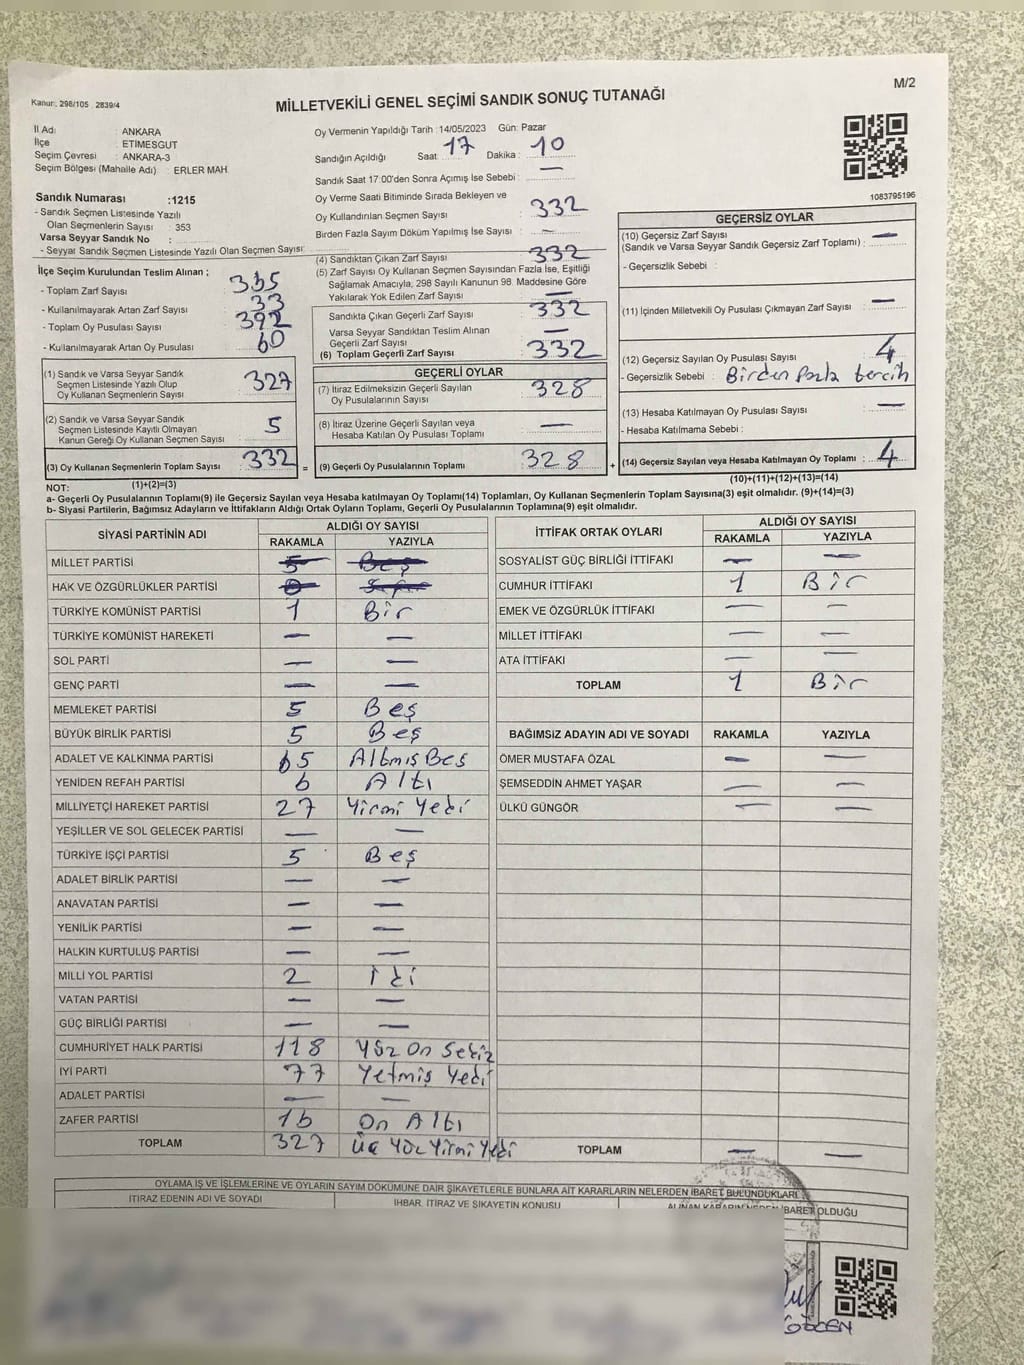 M/2
Kanun: 298/105 , 2839/4
MİLLETVEKİLİ GENEL SEÇİMİ SANDIK SONUÇ TUTANAĞI
İl Adı : ANKARA
İlçe : ETİMESGUT
Seçim Çevresi : ANKARA-3
Seçim Bölgesi (Mahalle Adı) : ERLER MAH
Sandık Numarası :1215
- Sandık Seçmen Listesinde Yazılı
Olan Seçmenlerin Sayısı : 353
Varsa Seyyar Sandık No :
- Seyyar Sandık Seçmen Listesinde Yazılı Olan Seçmen Sayısı:
İlçe Seçim Kurulundan Teslim Alınan ;
- Toplam Zarf Sayısı
- Kullanılmayarak Artan Zarf Sayısı : 33
- Toplam Oy Pusulası Sayısı : 392
- Kullanılmayarak Artan Oy Pusulası : 60
(1) Sandık ve Varsa Seyyar Sandık
Seçmen Listesinde Yazılı Olup
Oy Kullanan Seçmenlerin Sayısı : 327
(2) Sandık ve Varsa Seyyar Sandık
Seçmen Listesinde Kayıtlı Olmayan
Kanun Gereği Oy Kullanan Seçmen Sayısı : 5
(3) Oy Kullanan Seçmenlerin Toplam Sayısı : 332 =
(1)+(2)=(3)
Oy Vermenin Yapıldığı Tarih :14/05/2023 Gün: Pazar
Sandığın Açıldığı Saat : 17 Dakika : 10
Sandık Saat 17:00'den Sonra Açımış İse Sebebi : —
Oy Verme Saati Bitiminde Sırada Bekleyen ve
Oy Kullandırılan Seçmen Sayısı : 332
Birden Fazla Sayım Döküm Yapılmış İse Sayısı : —
(4) Sandıktan Çıkan Zarf Sayısı : 332
(5) Zarf Sayısı Oy Kullanan Seçmen Sayısından Fazla İse, Eşitliği
Sağlamak Amacıyla, 298 Sayılı Kanunun 98. Maddesine Göre
Yakılarak Yok Edilen Zarf Sayısı : —
Sandıkta Çıkan Geçerli Zarf Sayısı : 332
Varsa Seyyar Sandıktan Teslim Alınan
Geçerli Zarf Sayısı : —
(6) Toplam Geçerli Zarf Sayısı : 332
GEÇERLİ OYLAR
(7) İtiraz Edilmeksizin Geçerli Sayılan
Oy Pusulalarının Sayısı : 328
(8) İtiraz Üzerine Geçerli Sayılan veya
Hesaba Katılan Oy Pusulası Toplamı : —
(9) Geçerli Oy Pusulalarının Toplamı : 328 +
1083795196
GEÇERSİZ OYLAR
(10) Geçersiz Zarf Sayısı
(Sandık ve Varsa Seyyar Sandık Geçersiz Zarf Toplamı) : —
- Geçersizlik Sebebi :
(11) İçinden Milletvekili Oy Pusulası Çıkmayan Zarf Sayısı : —
(12) Geçersiz Sayılan Oy Pusulası Sayısı : 4
- Geçersizlik Sebebi : Birden Fazla tercih
(13) Hesaba Katılmayan Oy Pusulası Sayısı : —
- Hesaba Katılmama Sebebi :
(14) Geçersiz Sayılan veya Hesaba Katılmayan Oy Toplamı : 4
(10)+(11)+(12)+(13)=(14)
NOT:
a- Geçerli Oy Pusulalarının Toplamı(9) ile Geçersiz Sayılan veya Hesaba katılmayan Oy Toplamı(14) Toplamları, Oy Kullanan Seçmenlerin Toplam Sayısına(3) eşit olmalıdır. (9)+(14)=(3)
b- Siyasi Partilerin, Bağımsız Adayların ve İttifakların Aldığı Ortak Oyların Toplamı, Geçerli Oy Pusulalarının Toplamına(9) eşit olmalıdır.
SİYASİ PARTİNİN ADI ALDIĞI OY SAYISI
RAKAMLA YAZIYLA
MİLLET PARTİSİ 5 Beş
HAK VE ÖZGÜRLÜKLER PARTİSİ
TÜRKİYE KOMÜNİST PARTİSİ 1 Bir
TÜRKİYE KOMÜNİST HAREKETİ — —
SOL PARTİ — —
GENÇ PARTİ — —
MEMLEKET PARTİSİ 5 Beş
BÜYÜK BİRLİK PARTİSİ 5 Beş
ADALET VE KALKINMA PARTİSİ 65 Altmış Beş
YENİDEN REFAH PARTİSİ 6 Altı
MİLLİYETÇİ HAREKET PARTİSİ 27 Yirmi Yedi
YEŞİLLER VE SOL GELECEK PARTİSİ — —
TÜRKİYE İŞÇİ PARTİSİ 5 Beş
ADALET BİRLİK PARTİSİ — —
ANAVATAN PARTİSİ — —
YENİLİK PARTİSİ — —
HALKIN KURTULUŞ PARTİSİ — —
MİLLİ YOL PARTİSİ 2 İki
VATAN PARTİSİ — —
GÜÇ BİRLİĞİ PARTİSİ — —
CUMHURİYET HALK PARTİSİ 118 Yüz On Sekiz
İYİ PARTİ 77 Yetmiş Yedi
ADALET PARTİSİ — —
ZAFER PARTİSİ 16 On Altı
TOPLAM 327 Üç Yüz Yirmi Yedi
İTTİFAK ORTAK OYLARI ALDIĞI OY SAYISI
RAKAMLA YAZIYLA
SOSYALİST GÜÇ BİRLİĞİ İTTİFAKI — —
CUMHUR İTTİFAKI 1 Bir
EMEK VE ÖZGÜRLÜK İTTİFAKI — —
MİLLET İTTİFAKI — —
ATA İTTİFAKI — —
TOPLAM 1 Bir
BAĞIMSIZ ADAYIN ADI VE SOYADI RAKAMLA YAZIYLA
ÖMER MUSTAFA ÖZAL — —
ŞEMSEDDİN AHMET YAŞAR — —
ÜLKÜ GÜNGÖR — —
TOPLAM — —
OYLAMA İŞ VE İŞLEMLERİNE VE OYLARIN SAYIM DÖKÜMÜNE DAİR ŞİKAYETLERLE BUNLARA AİT KARARLARIN NELERDEN İBARET BULUNDUKLARI
İTİRAZ EDENİN ADI VE SOYADI İHBAR, İTİRAZ VE ŞİKAYETİN KONUSU ALINAN KARARIN NEDEN İBARET OLDUĞU